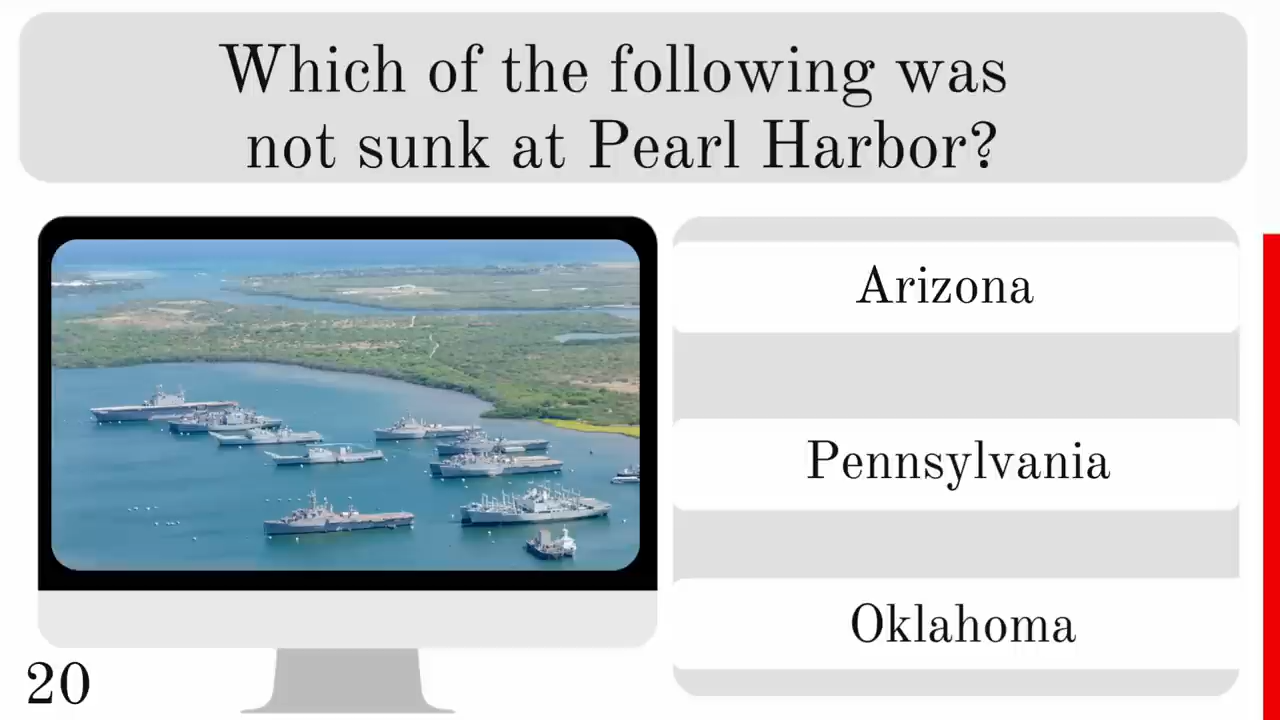 Which of the following was
not sunk at Pearl Harbor?
Arizona
Pennsylvania
Oklahoma
20